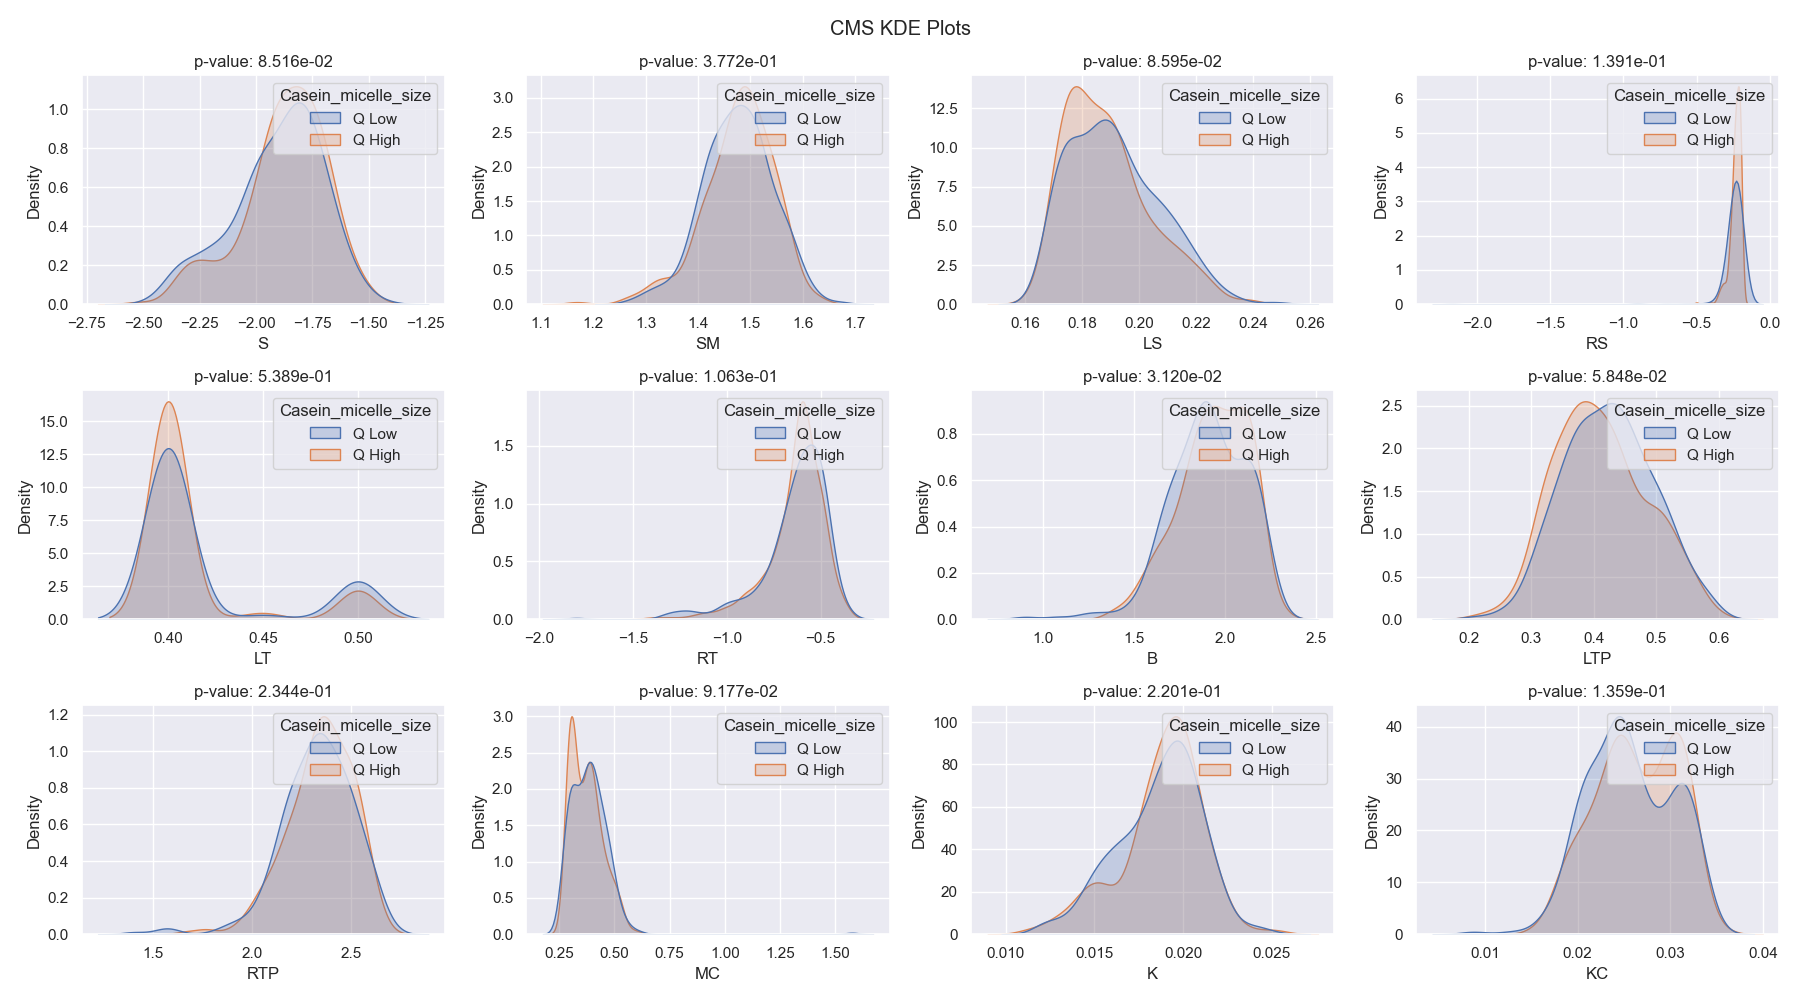 CMS KDE Plots
p-value: 8.516e-02
Casein_micelle_size
Q Low
Q High
Density
1.0
0.8
0.6
0.4
0.2
0.0
−2.75 −2.50 −2.25 −2.00 −1.75 −1.50 −1.25
S
p-value: 3.772e-01
Casein_micelle_size
Q Low
Q High
Density
3.0
2.5
2.0
1.5
1.0
0.5
0.0
1.1 1.2 1.3 1.4 1.5 1.6 1.7
SM
p-value: 8.595e-02
Casein_micelle_size
Q Low
Q High
Density
12.5
10.0
7.5
5.0
2.5
0.0
0.16 0.18 0.20 0.22 0.24 0.26
LS
p-value: 1.391e-01
Casein_micelle_size
Q Low
Q High
Density
6
5
4
3
2
1
0
−2.0 −1.5 −1.0 −0.5 0.0
RS
p-value: 5.389e-01
Casein_micelle_size
Q Low
Q High
Density
15.0
12.5
10.0
7.5
5.0
2.5
0.0
0.40 0.45 0.50
LT
p-value: 1.063e-01
Casein_micelle_size
Q Low
Q High
Density
1.5
1.0
0.5
0.0
−2.0 −1.5 −1.0 −0.5
RT
p-value: 3.120e-02
Casein_micelle_size
Q Low
Q High
Density
0.8
0.6
0.4
0.2
0.0
1.0 1.5 2.0 2.5
B
p-value: 5.848e-02
Casein_micelle_size
Q Low
Q High
Density
2.5
2.0
1.5
1.0
0.5
0.0
0.2 0.3 0.4 0.5 0.6
LTP
p-value: 2.344e-01
Casein_micelle_size
Q Low
Q High
Density
1.2
1.0
0.8
0.6
0.4
0.2
0.0
1.5 2.0 2.5
RTP
p-value: 9.177e-02
Casein_micelle_size
Q Low
Q High
Density
3.0
2.5
2.0
1.5
1.0
0.5
0.0
0.25 0.50 0.75 1.00 1.25 1.50
MC
p-value: 2.201e-01
Casein_micelle_size
Q Low
Q High
Density
100
80
60
40
20
0
0.010 0.015 0.020 0.025
K
p-value: 1.359e-01
Casein_micelle_size
Q Low
Q High
Density
40
30
20
10
0
0.01 0.02 0.03 0.04
KC